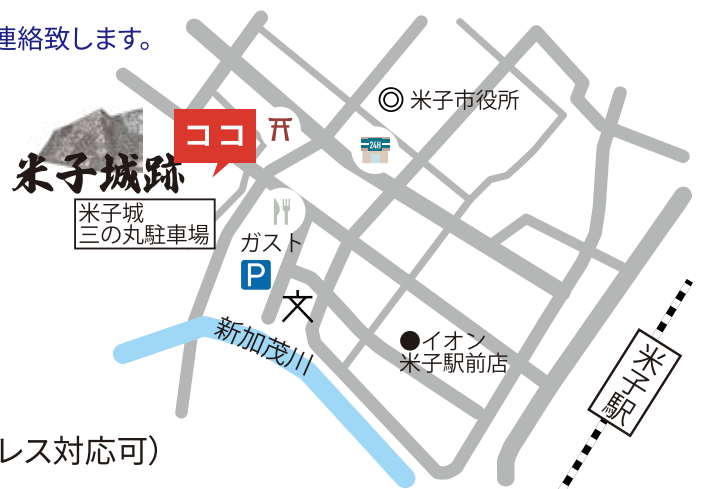 連絡致します。
米子市役所
ココ
24H
米子城跡
米子城
三の丸駐車場
ガスト
P
文
新加茂川
イオン
米子駅前店
米子駅
レス対応可）